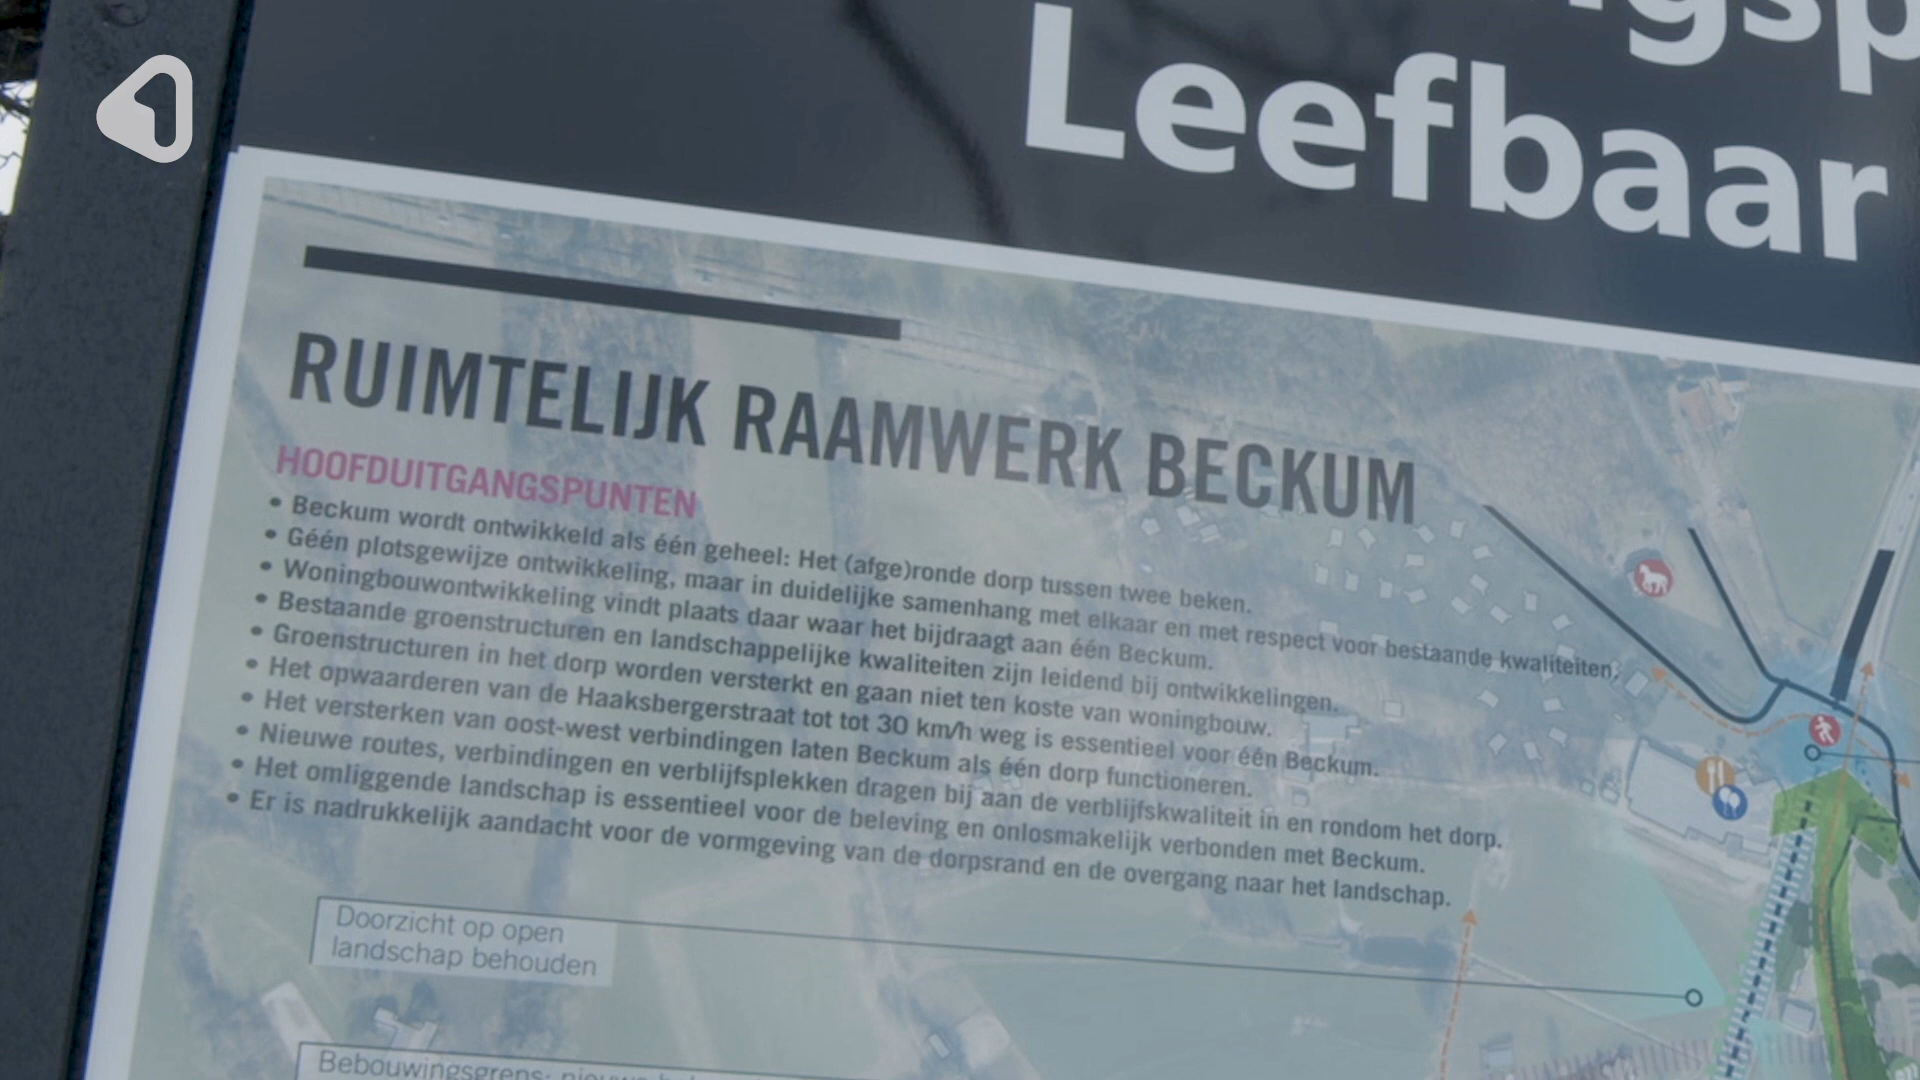 Leefbaar
RUIMTELIJK RAAMWERK BECKUM
HOOFDUITGANGSPUNTEN
• Beckum wordt ontwikkeld als één geheel: Het (afge)ronde dorp tussen twee beken.
• Géén plotsgewijze ontwikkeling, maar in duidelijke samenhang met elkaar en met respect voor bestaande kwaliteiten.
• Woningbouwontwikkeling vindt plaats daar waar het bijdraagt aan één Beckum.
• Bestaande groenstructuren en landschappelijke kwaliteiten zijn leidend bij ontwikkelingen.
• Groenstructuren in het dorp worden versterkt en gaan niet ten koste van woningbouw.
• Het opwaarderen van de Haaksbergerstraat tot tot 30 km/h weg is essentieel voor één Beckum.
• Het versterken van oost-west verbindingen laten Beckum als één dorp functioneren.
• Nieuwe routes, verbindingen en verblijfsplekken dragen bij aan de verblijfskwaliteit in en rondom het dorp.
• Het omliggende landschap is essentieel voor de beleving en onlosmakelijk verbonden met Beckum.
• Er is nadrukkelijk aandacht voor de vormgeving van de dorpsrand en de overgang naar het landschap.
Doorzicht op open
landschap behouden
Bebouwingsgrens: